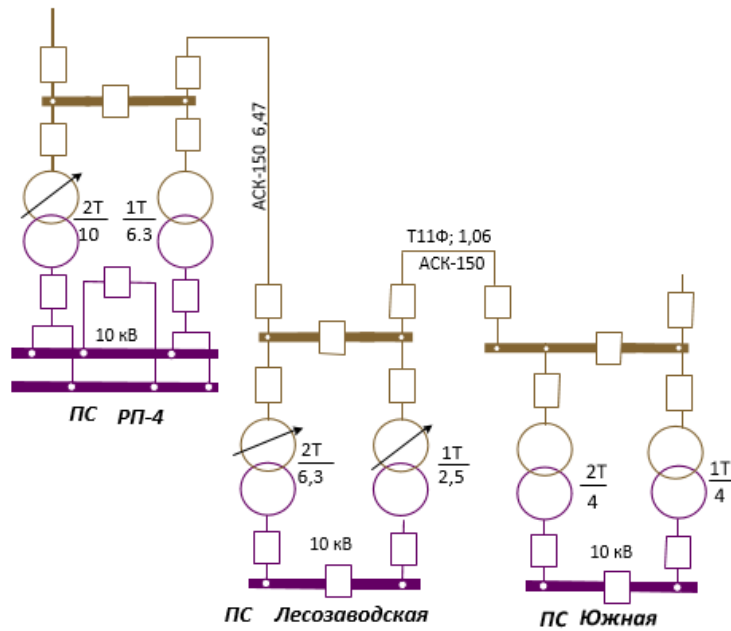 АСК-150 6,47
2Т
10
1Т
6.3
10 кВ
ПС РП-4
Т11Ф; 1,06
АСК-150
2Т
6,3
1Т
2,5
10 кВ
ПС Лесозаводская
2Т
4
1Т
4
10 кВ
ПС Южная